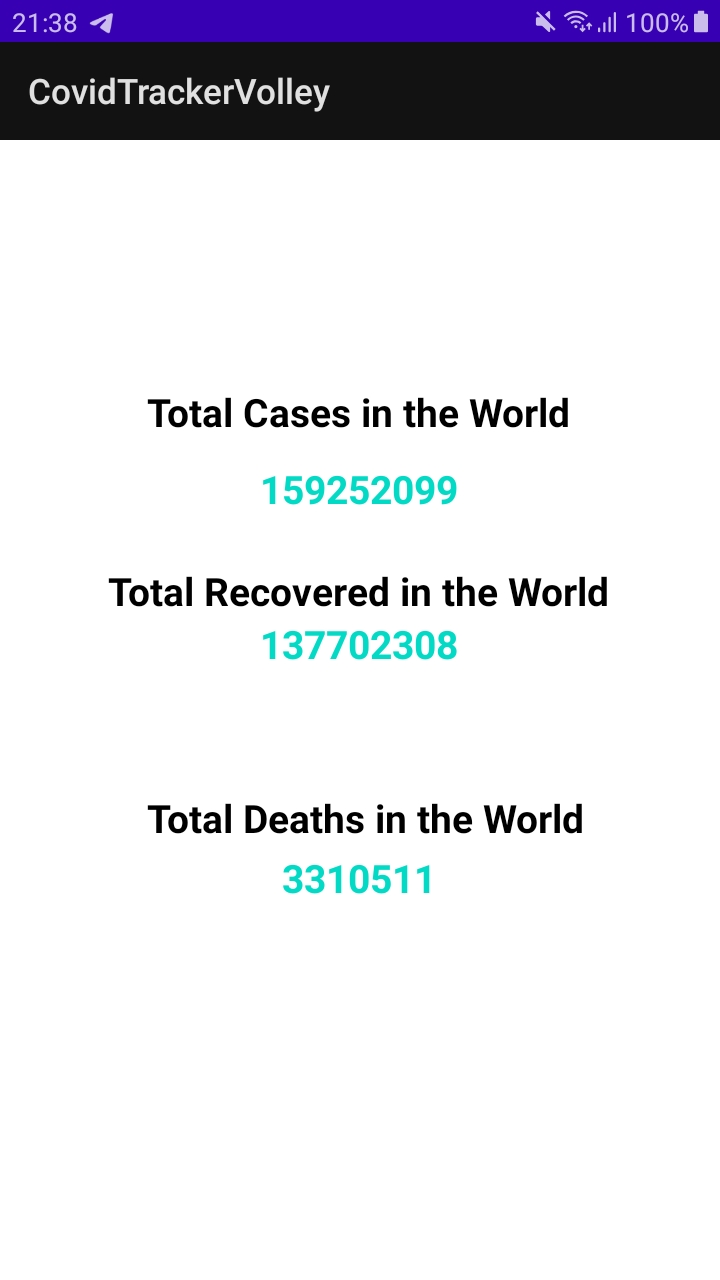 21:38 100%
CovidTrackerVolley
Total Cases in the World
159252099
Total Recovered in the World
137702308
Total Deaths in the World
3310511